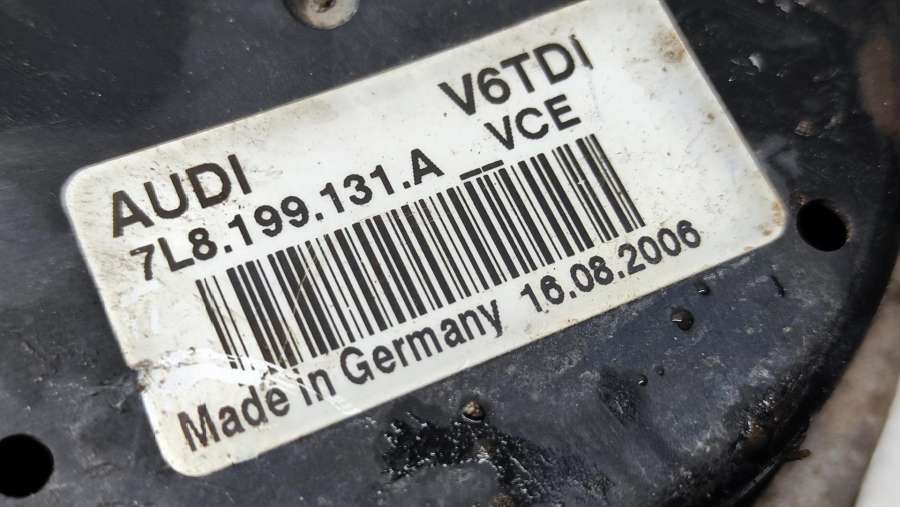 V6TDI
AUDI VCE
7L8.199.131.A _ _
Made in Germany 16.08.2006